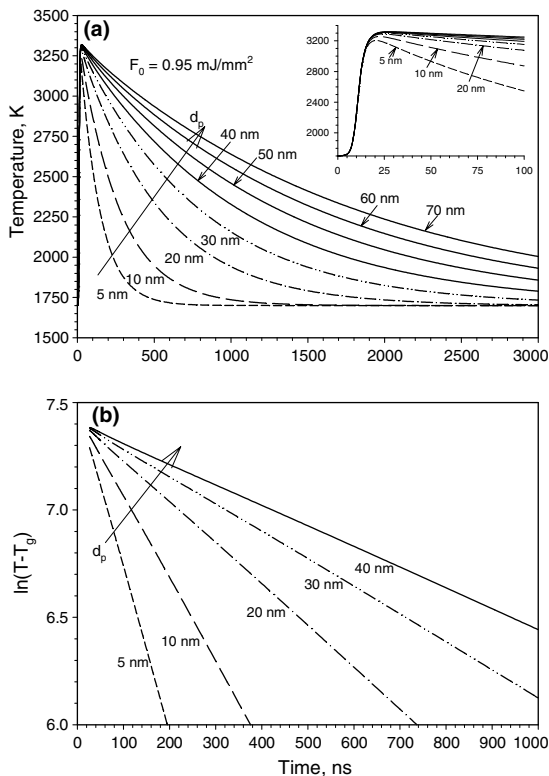 (a)
F₀ = 0.95 mJ/mm²
dₚ
40 nm
50 nm
60 nm
70 nm
30 nm
20 nm
10 nm
5 nm
Temperature, K
3500
3250
3000
2750
2500
2250
2000
1750
1500
0 500 1000 1500 2000 2500 3000
3200
2800
2400
2000
1800
0 25 50 75 100
5 nm
10 nm
20 nm
(b)
dₚ
40 nm
30 nm
20 nm
10 nm
5 nm
ln(T-Tg)
7.5
7.0
6.5
6.0
0 100 200 300 400 500 600 700 800 900 1000
Time, ns